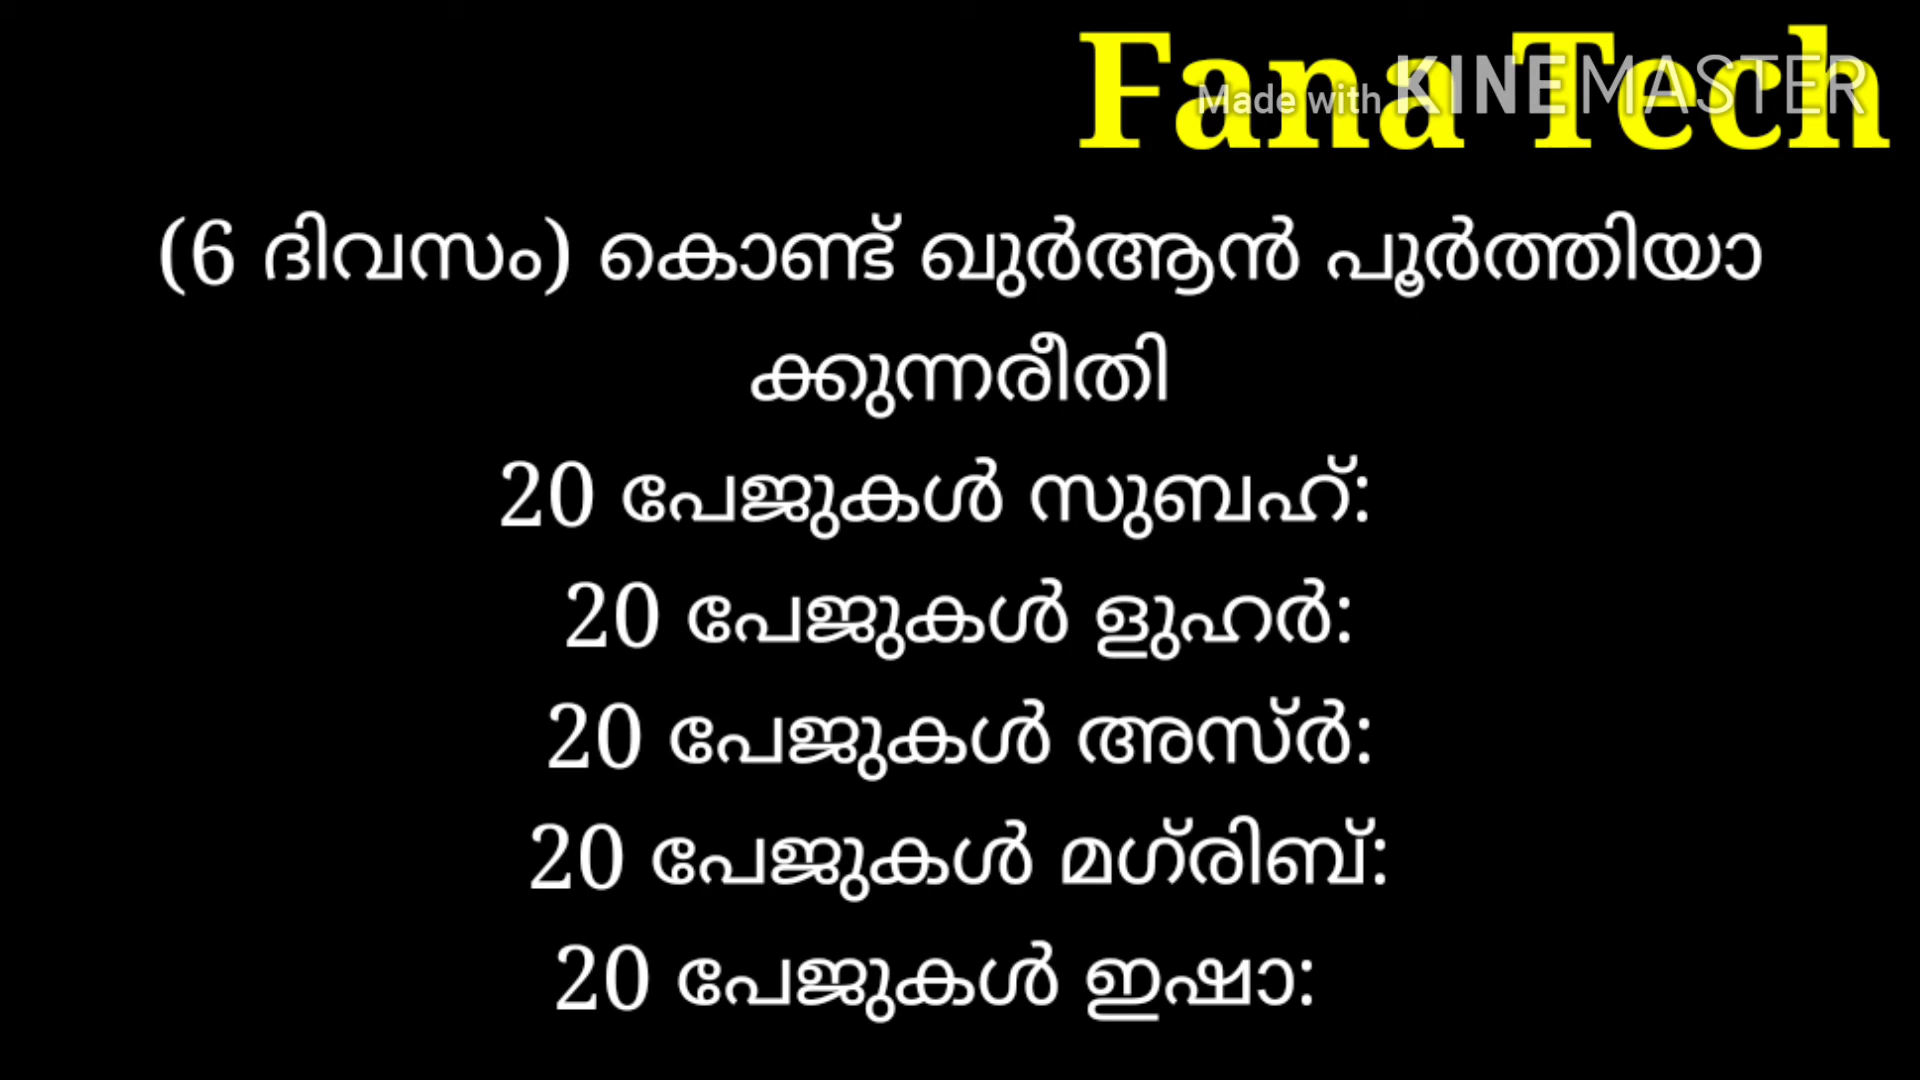 Fana Tech
Made with KINEMASTER
(6 ദിവസം) കൊണ്ട് ഖുർആൻ പൂർത്തിയാ
ക്കുന്നരീതി
20 പേജുകൾ സുബഹ്:
20 പേജുകൾ ളുഹർ:
20 പേജുകൾ അസ്ർ:
20 പേജുകൾ മഗ്‌രിബ്:
20 പേജുകൾ ഇഷാ: